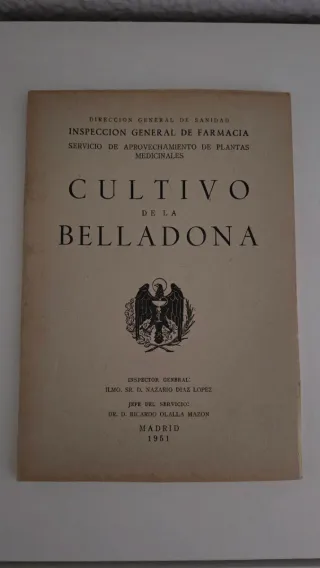 DIRECCION GENERAL DE SANIDAD
INSPECCION GENERAL DE FARMACIA
SERVICIO DE APROVECHAMIENTO DE PLANTAS
MEDICINALES
CULTIVO
DE LA
BELLADONA
INSPECTOR GENERAL:
ILMO. SR. D. NAZARIO DIAZ LOPEZ
JEFE DEL SERVICIO:
DR. D. RICARDO OLALLA MAZON
MADRID
1951